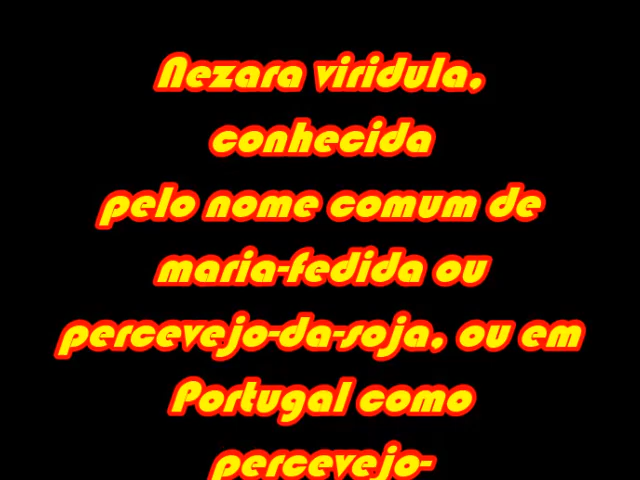 Nezara viridula,
conhecida
pelo nome comum de
maria-fedida ou
percevejo-da-soja, ou em
Portugal como
percevejo-